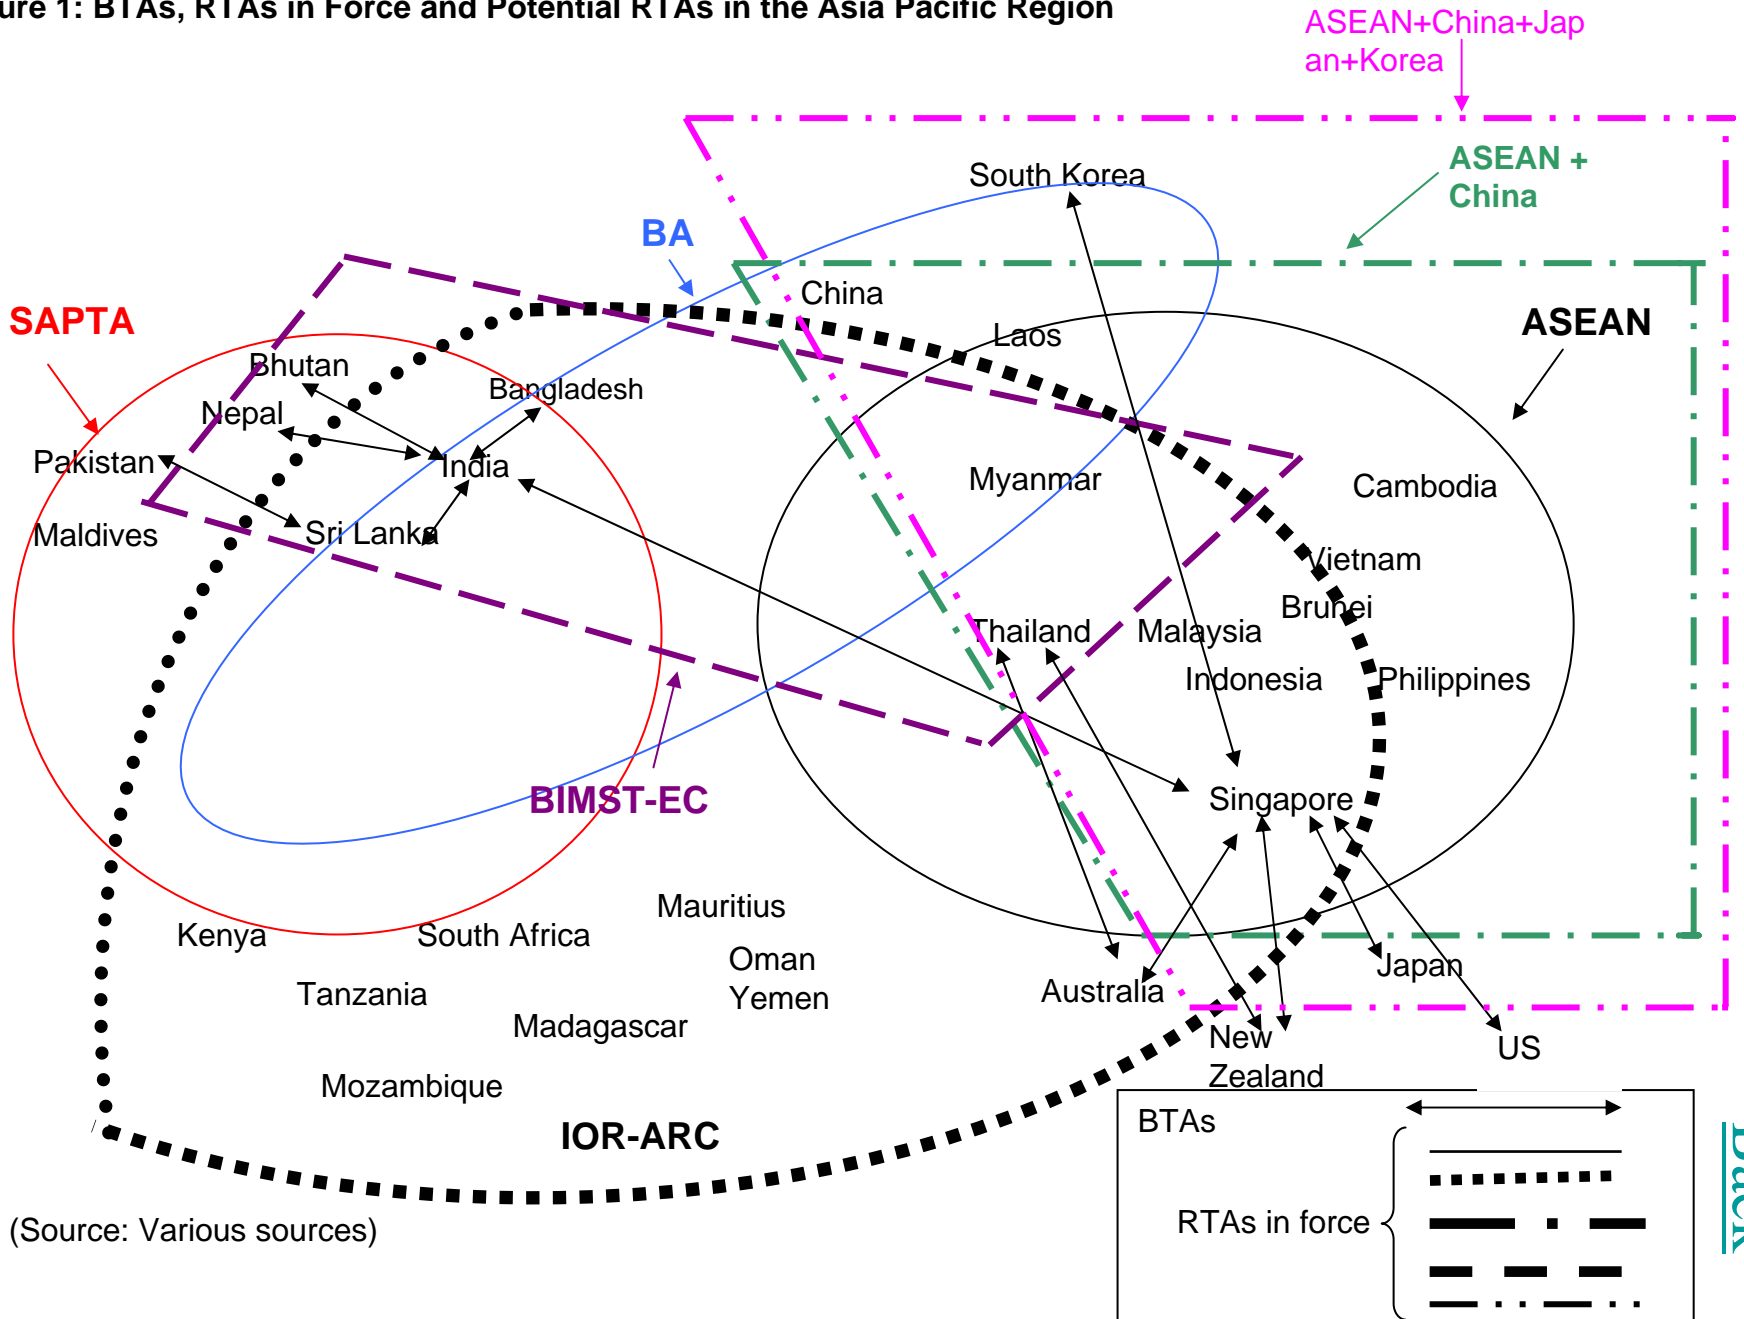 ure 1: BTAs, RTAs in Force and Potential RTAs in the Asia Pacific Region
ASEAN+China+Jap
an+Korea
ASEAN +
China
South Korea
BA
China
SAPTA
Laos
ASEAN
Bhutan
Bangladesh
Nepal
Pakistan
India
Myanmar
Cambodia
Maldives
Sri Lanka
Vietnam
Brunei
Thailand
Malaysia
Indonesia
Philippines
BIMST-EC
Singapore
Mauritius
Kenya
South Africa
Oman
Yemen
Japan
Tanzania
Australia
Madagascar
New
Zealand
US
Mozambique
IOR-ARC
BTAs
RTAs in force
Back
(Source: Various sources)